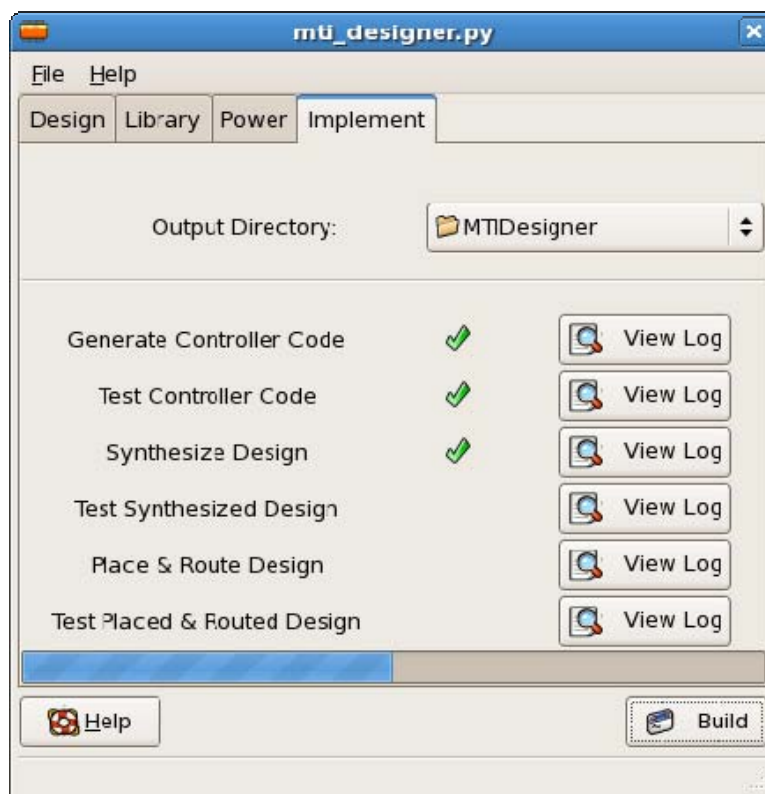 mti_designer.py
File Help
Design Library Power Implement
Output Directory: MTIDesigner
Generate Controller Code View Log
Test Controller Code View Log
Synthesize Design View Log
Test Synthesized Design View Log
Place & Route Design View Log
Test Placed & Routed Design View Log
Help Build